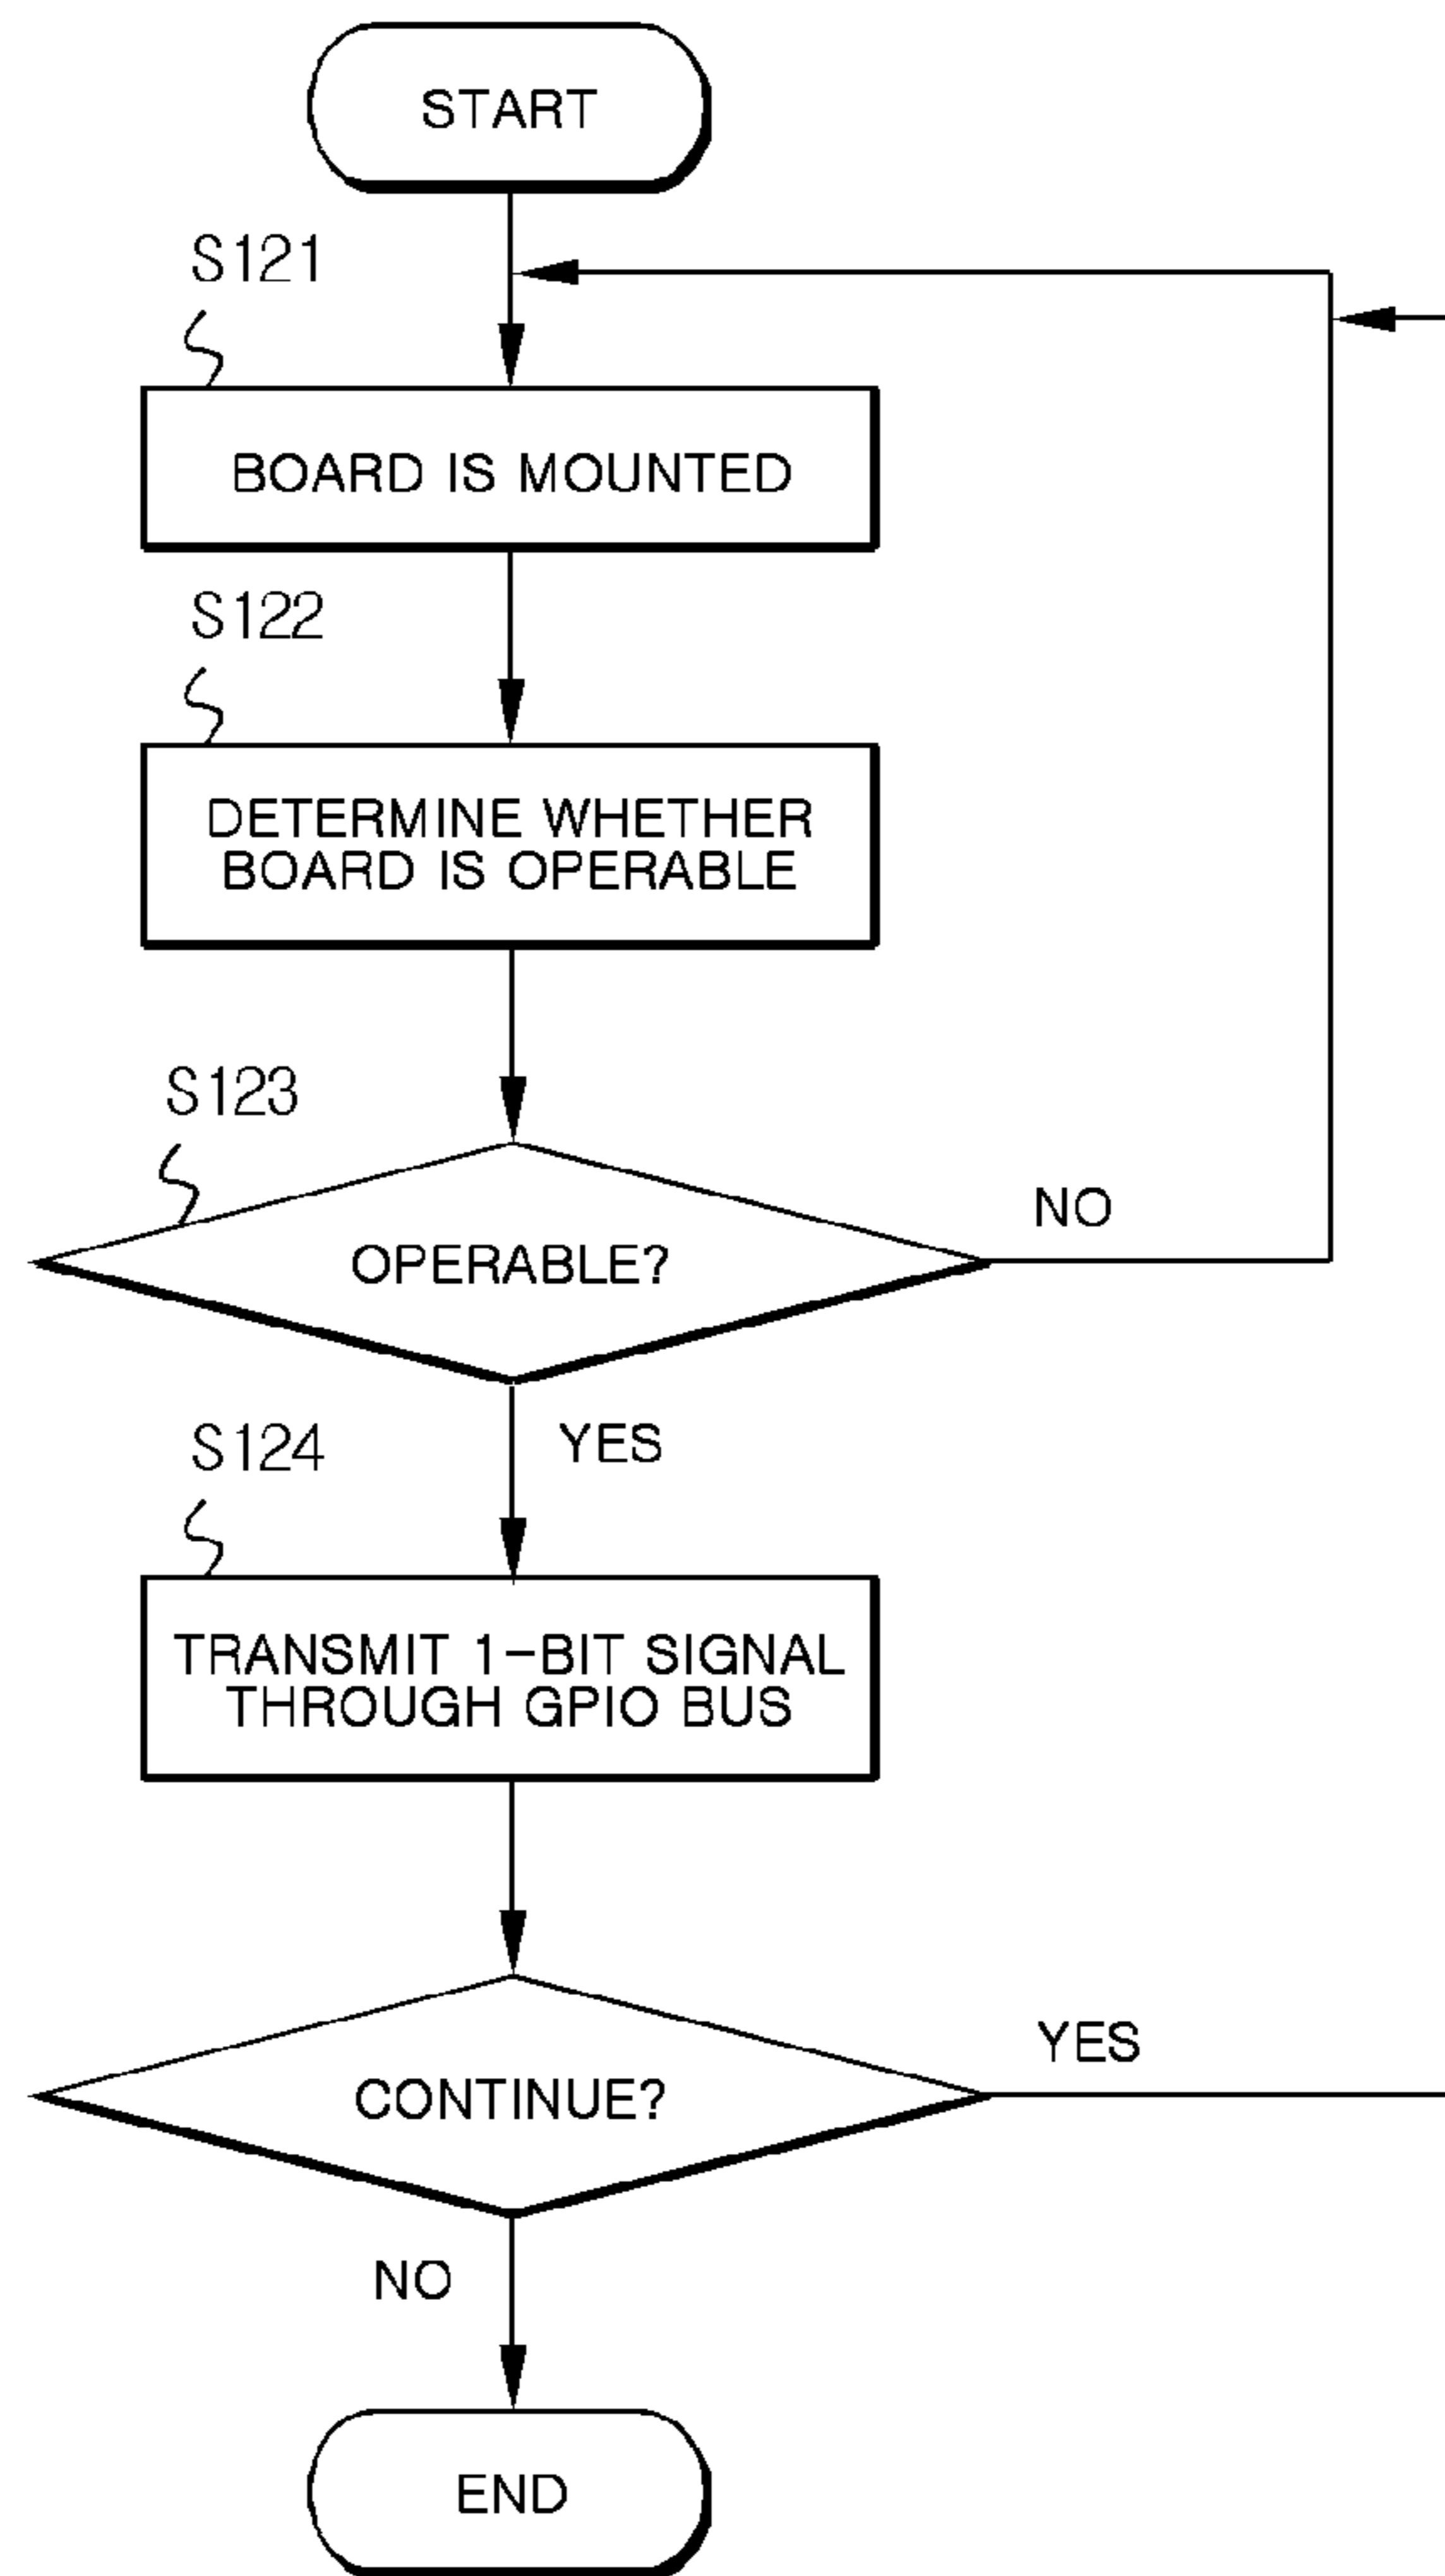 START
S121
BOARD IS MOUNTED
S122
DETERMINE WHETHER
BOARD IS OPERABLE
S123
OPERABLE?
NO
YES
S124
TRANSMIT 1-BIT SIGNAL
THROUGH GPIO BUS
CONTINUE?
YES
NO
END